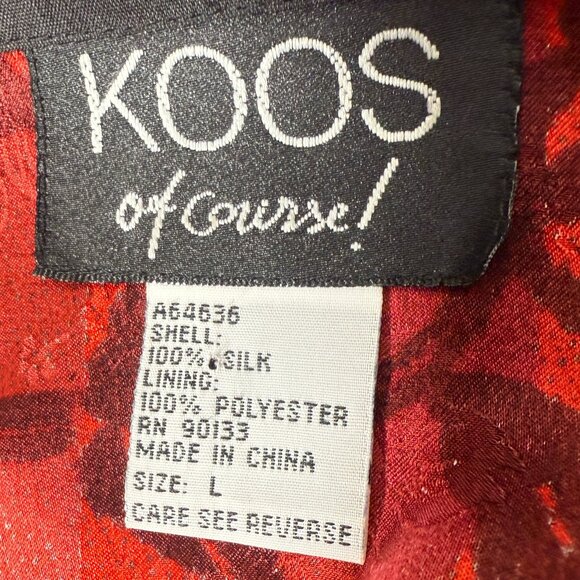 KOOS
of Course!
A64636
SHELL:
100% SILK
LINING:
100% POLYESTER
RN 90133
MADE IN CHINA
SIZE: L
CARE SEE REVERSE